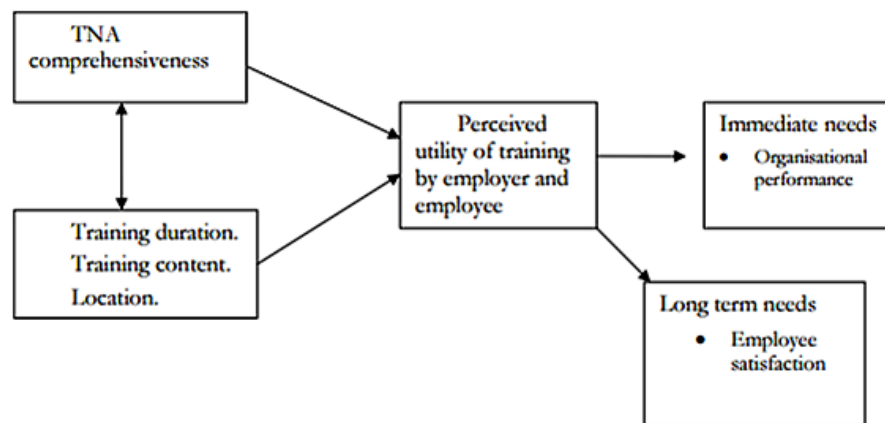 TNA
comprehensiveness
Training duration.
Training content.
Location.
Perceived
utility of training
by employer and
employee
Immediate needs
• Organisational
performance
Long term needs
• Employee
satisfaction